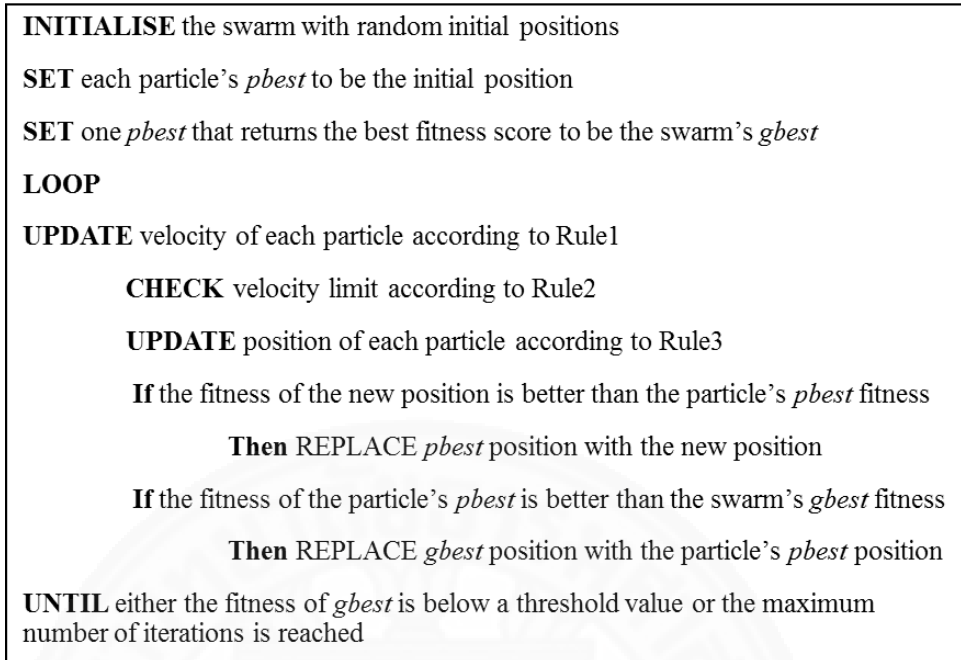 INITIALISE the swarm with random initial positions
SET each particle’s pbest to be the initial position
SET one pbest that returns the best fitness score to be the swarm’s gbest
LOOP
UPDATE velocity of each particle according to Rule1
CHECK velocity limit according to Rule2
UPDATE position of each particle according to Rule3
If the fitness of the new position is better than the particle’s pbest fitness
Then REPLACE pbest position with the new position
If the fitness of the particle’s pbest is better than the swarm’s gbest fitness
Then REPLACE gbest position with the particle’s pbest position
UNTIL either the fitness of gbest is below a threshold value or the maximum
number of iterations is reached